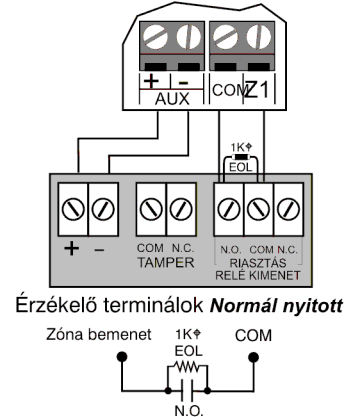 + - COM Z1
AUX
1K⌖
EOL
+ - COM N.C. N.O. COM N.C.
TAMPER RIASZTÁS
RELÉ KIMENET
Érzékelő terminálok Normál nyitott
Zóna bemenet 1K⌖ COM
EOL
N.O.